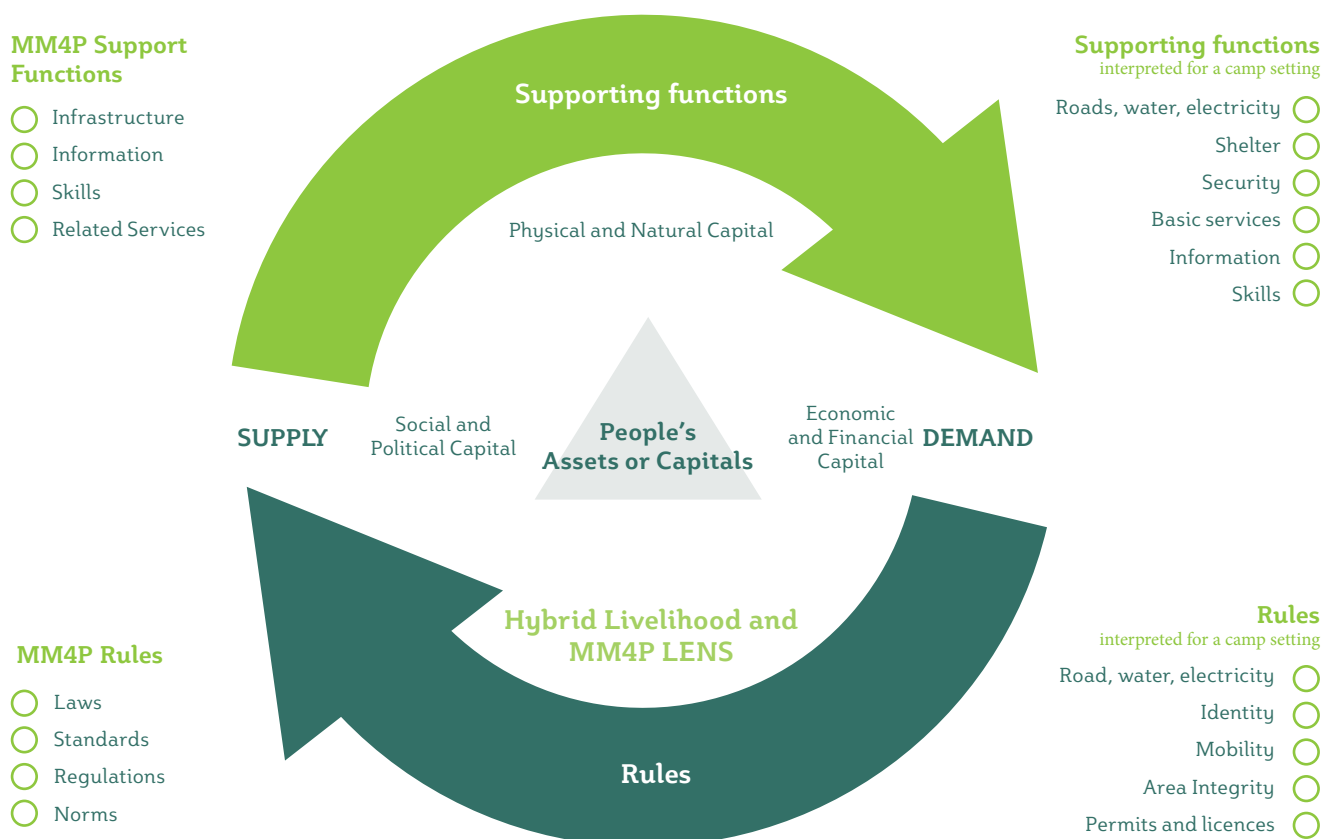 MM4P Support
Functions
Infrastructure
Information
Skills
Related Services
Supporting functions
Supporting functions
interpreted for a camp setting
Roads, water, electricity
Shelter
Security
Basic services
Information
Skills
Physical and Natural Capital
SUPPLY
Social and
Political Capital
People's
Assets or Capitals
Economic
and Financial
Capital
DEMAND
Hybrid Livelihood and
MM4P LENS
Rules
MM4P Rules
Laws
Standards
Regulations
Norms
Rules
interpreted for a camp setting
Road, water, electricity
Identity
Mobility
Area Integrity
Permits and licences